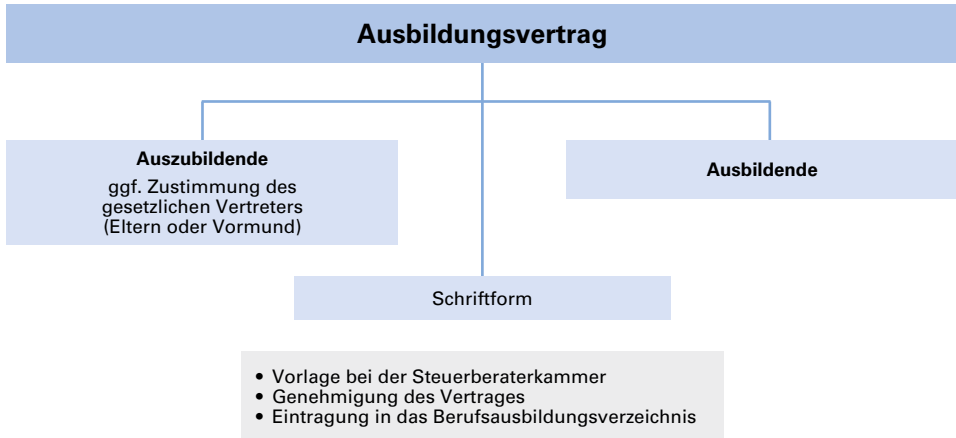 Ausbildungsvertrag
Auszubildende
ggf. Zustimmung des
gesetzlichen Vertreters
(Eltern oder Vormund)
Ausbildende
Schriftform
• Vorlage bei der Steuerberaterkammer
• Genehmigung des Vertrages
• Eintragung in das Berufsausbildungsverzeichnis